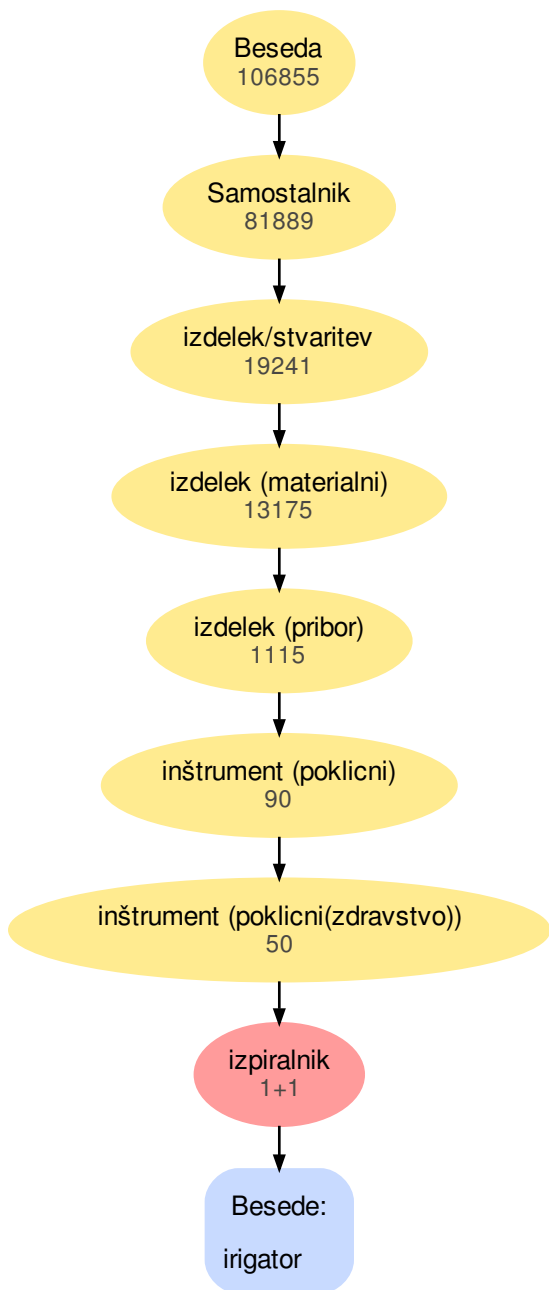 Beseda
106855
Samostalnik
81889
izdelek/stvaritev
19241
izdelek (materialni)
13175
izdelek (pribor)
1115
inštrument (poklicni)
90
inštrument (poklicni(zdravstvo))
50
izpiralnik
1+1
Besede:
irigator